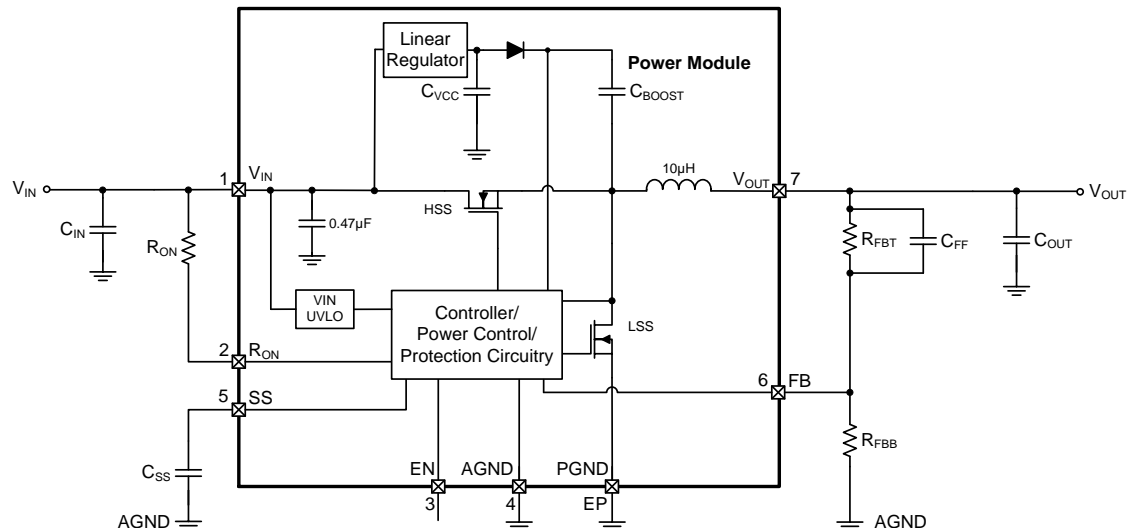 Linear
Regulator
Power Module
CVCC
CBOOST
1
VIN
VIN
10µH
VOUT
7
VOUT
HSS
CIN
RON
0.47µF
RFBT
CFF
COUT
VIN
UVLO
Controller/
Power Control/
Protection Circuitry
LSS
2
RON
6
FB
5
SS
RFBB
CSS
EN
AGND
PGND
3
4
EP
AGND
AGND